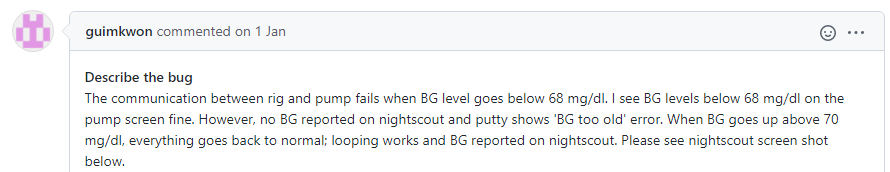 guimkwon commented on 1 Jan
Describe the bug
The communication between rig and pump fails when BG level goes below 68 mg/dl. I see BG levels below 68 mg/dl on the
pump screen fine. However, no BG reported on nightscout and putty shows 'BG too old' error. When BG goes up above 70
mg/dl, everything goes back to normal; looping works and BG reported on nightscout. Please see nightscout screen shot
below.